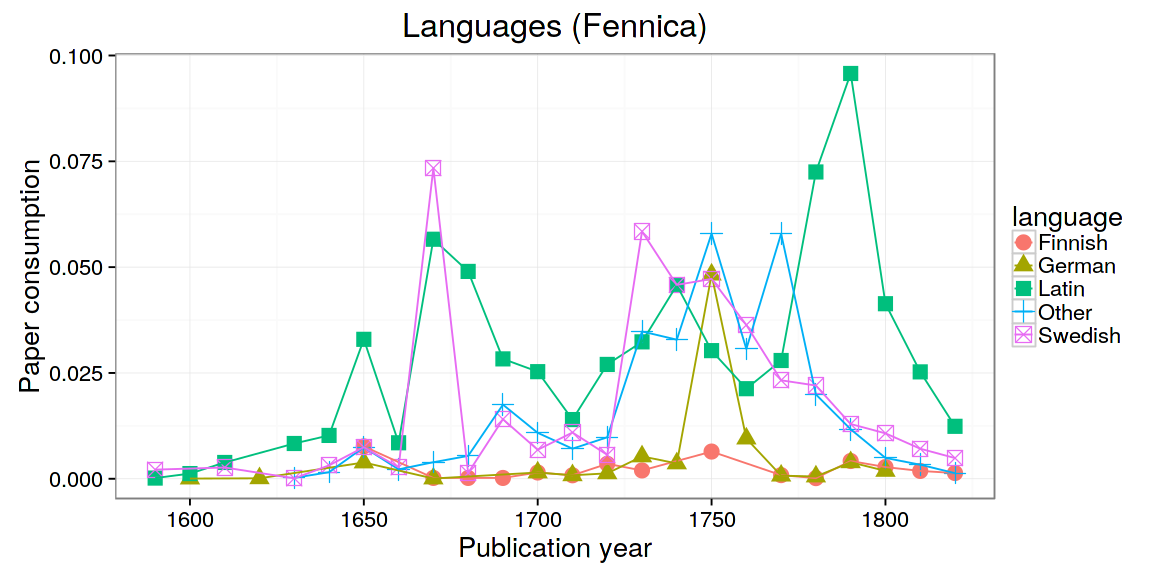 Languages (Fennica)
Paper consumption
0.100
0.075
0.050
0.025
0.000
1600 1650 1700 1750 1800
Publication year
language
Finnish
German
Latin
Other
Swedish